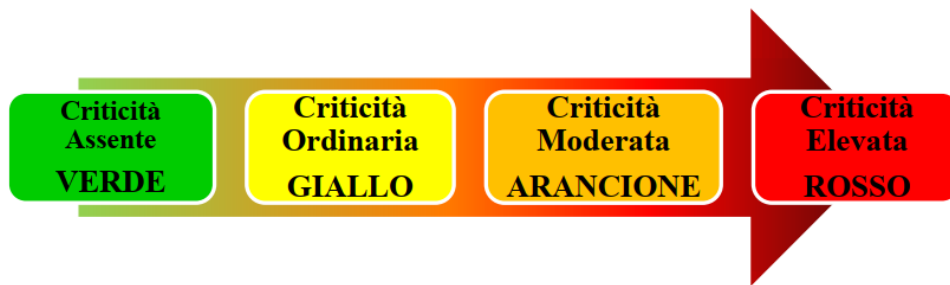 Criticità
Assente
VERDE
Criticità
Ordinaria
GIALLO
Criticità
Moderata
ARANCIONE
Criticità
Elevata
ROSSO